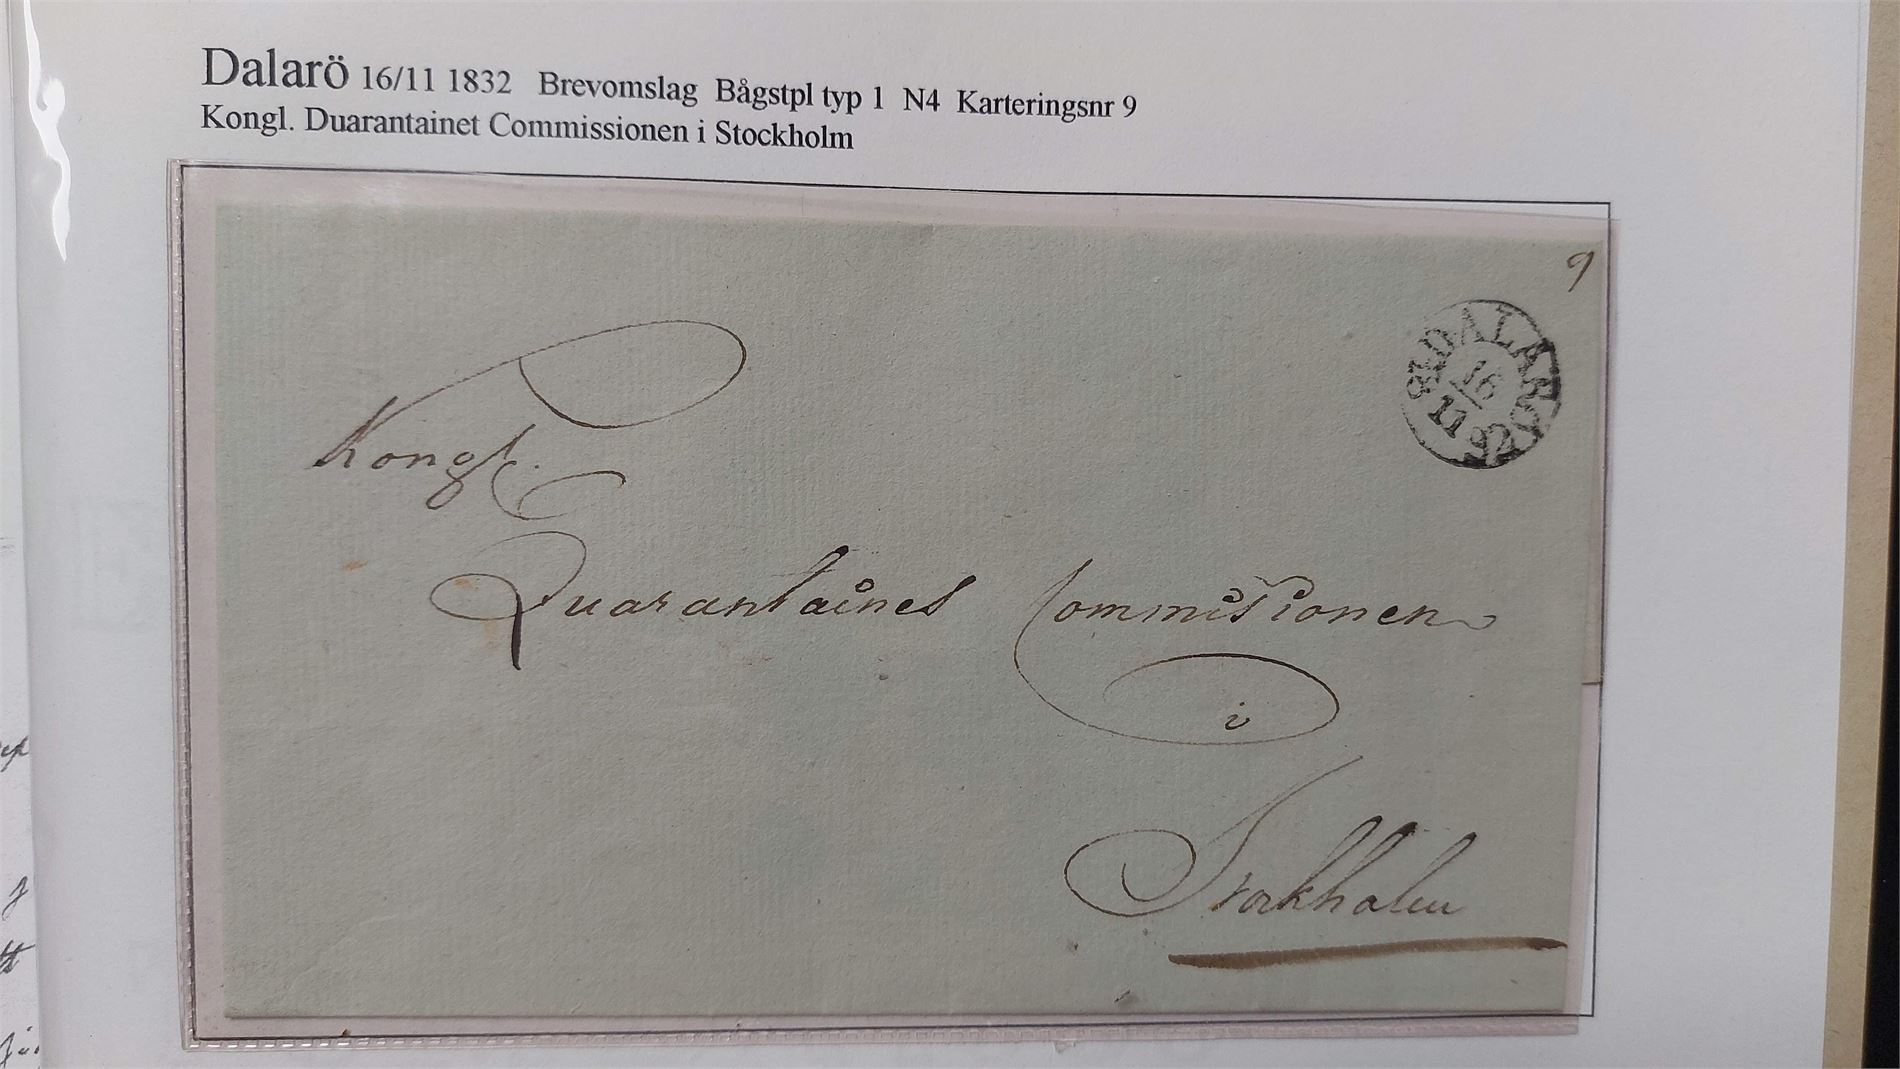 Dalarö 16/11 1832 Brevomslag Bågstpl typ 1 N4 Karteringsnr 9
Kongl. Duarantainet Commissionen i Stockholm
9
DALARÖ
16
11
32
Kongl.
Quarantaines Commissionen
i
Stockholm